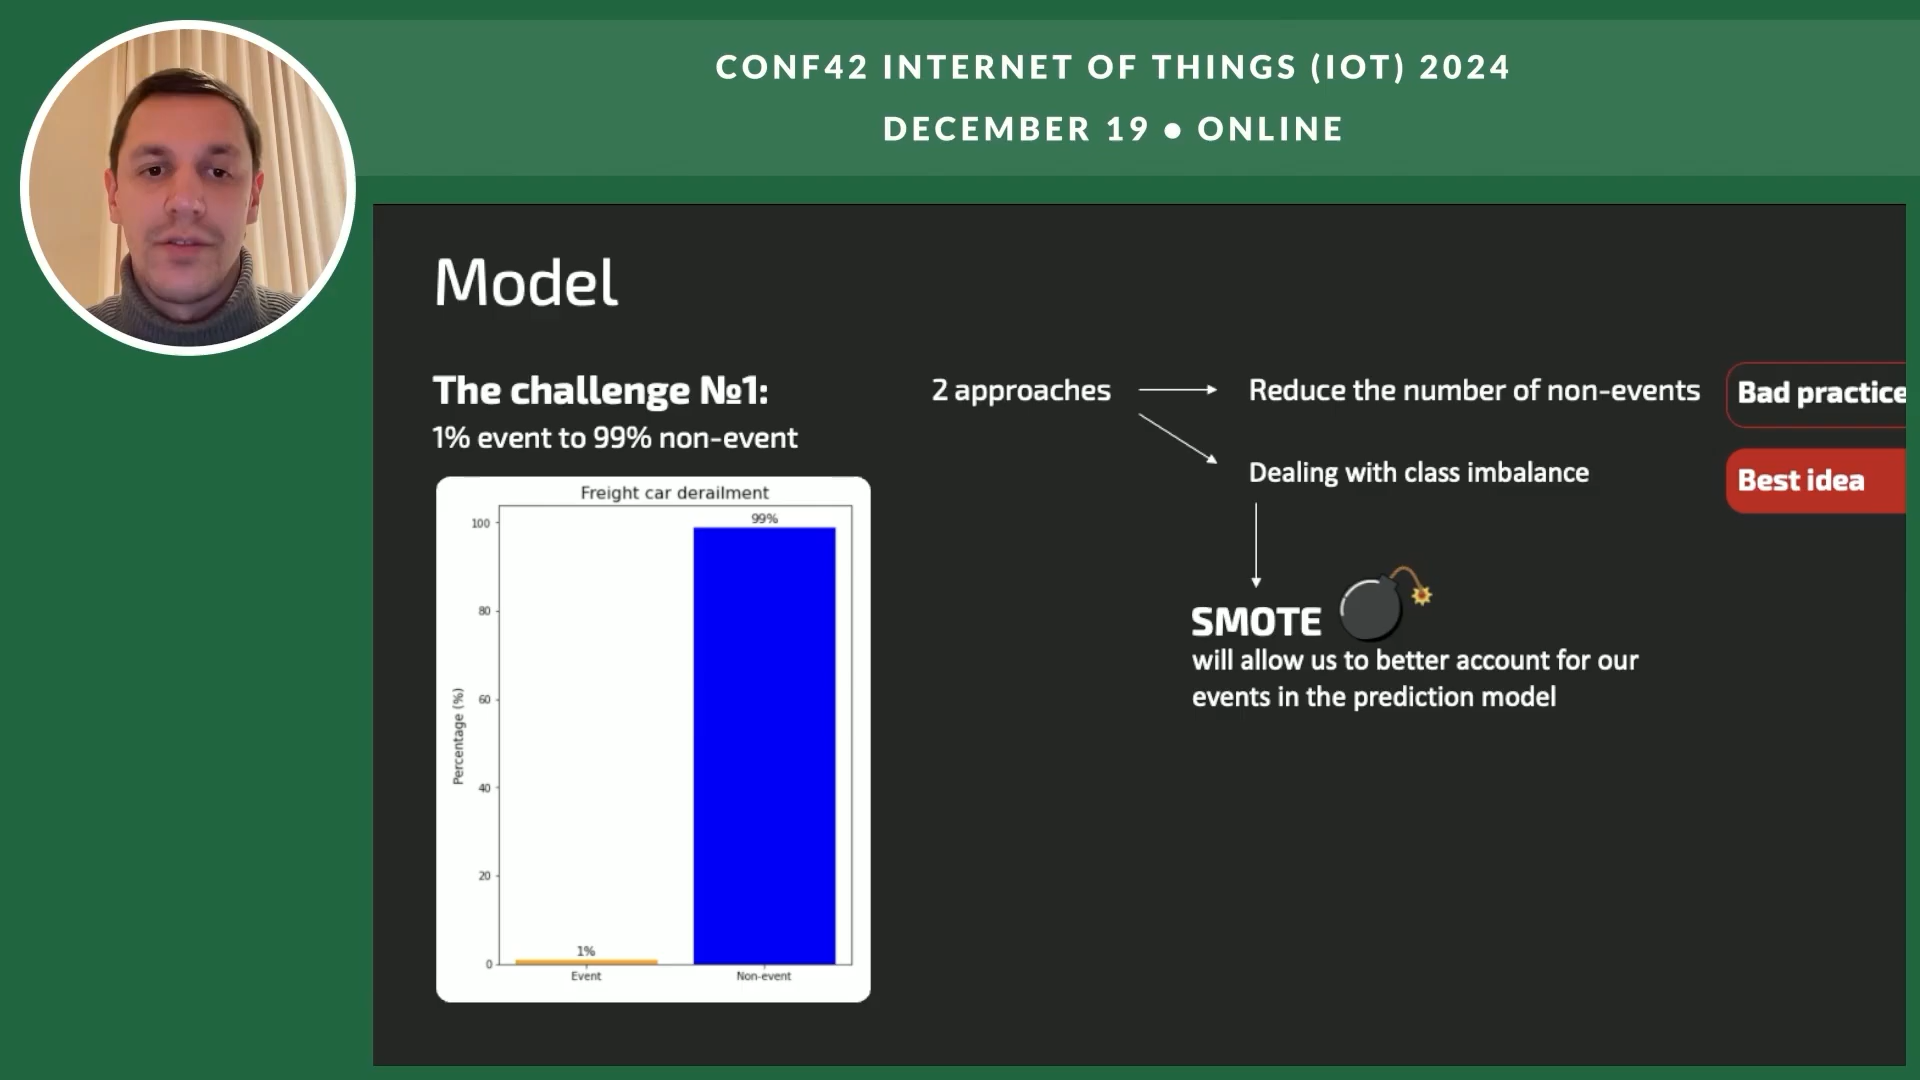 CONF42 INTERNET OF THINGS (IOT) 2024
DECEMBER 19 ● ONLINE
Model
The challenge №1:
1% event to 99% non-event
Freight car derailment
100
80
60
40
20
0
Percentage (%)
1%
99%
Event
Non-event
2 approaches
Reduce the number of non-events
Bad practice
Dealing with class imbalance
Best idea
SMOTE
will allow us to better account for our
events in the prediction model